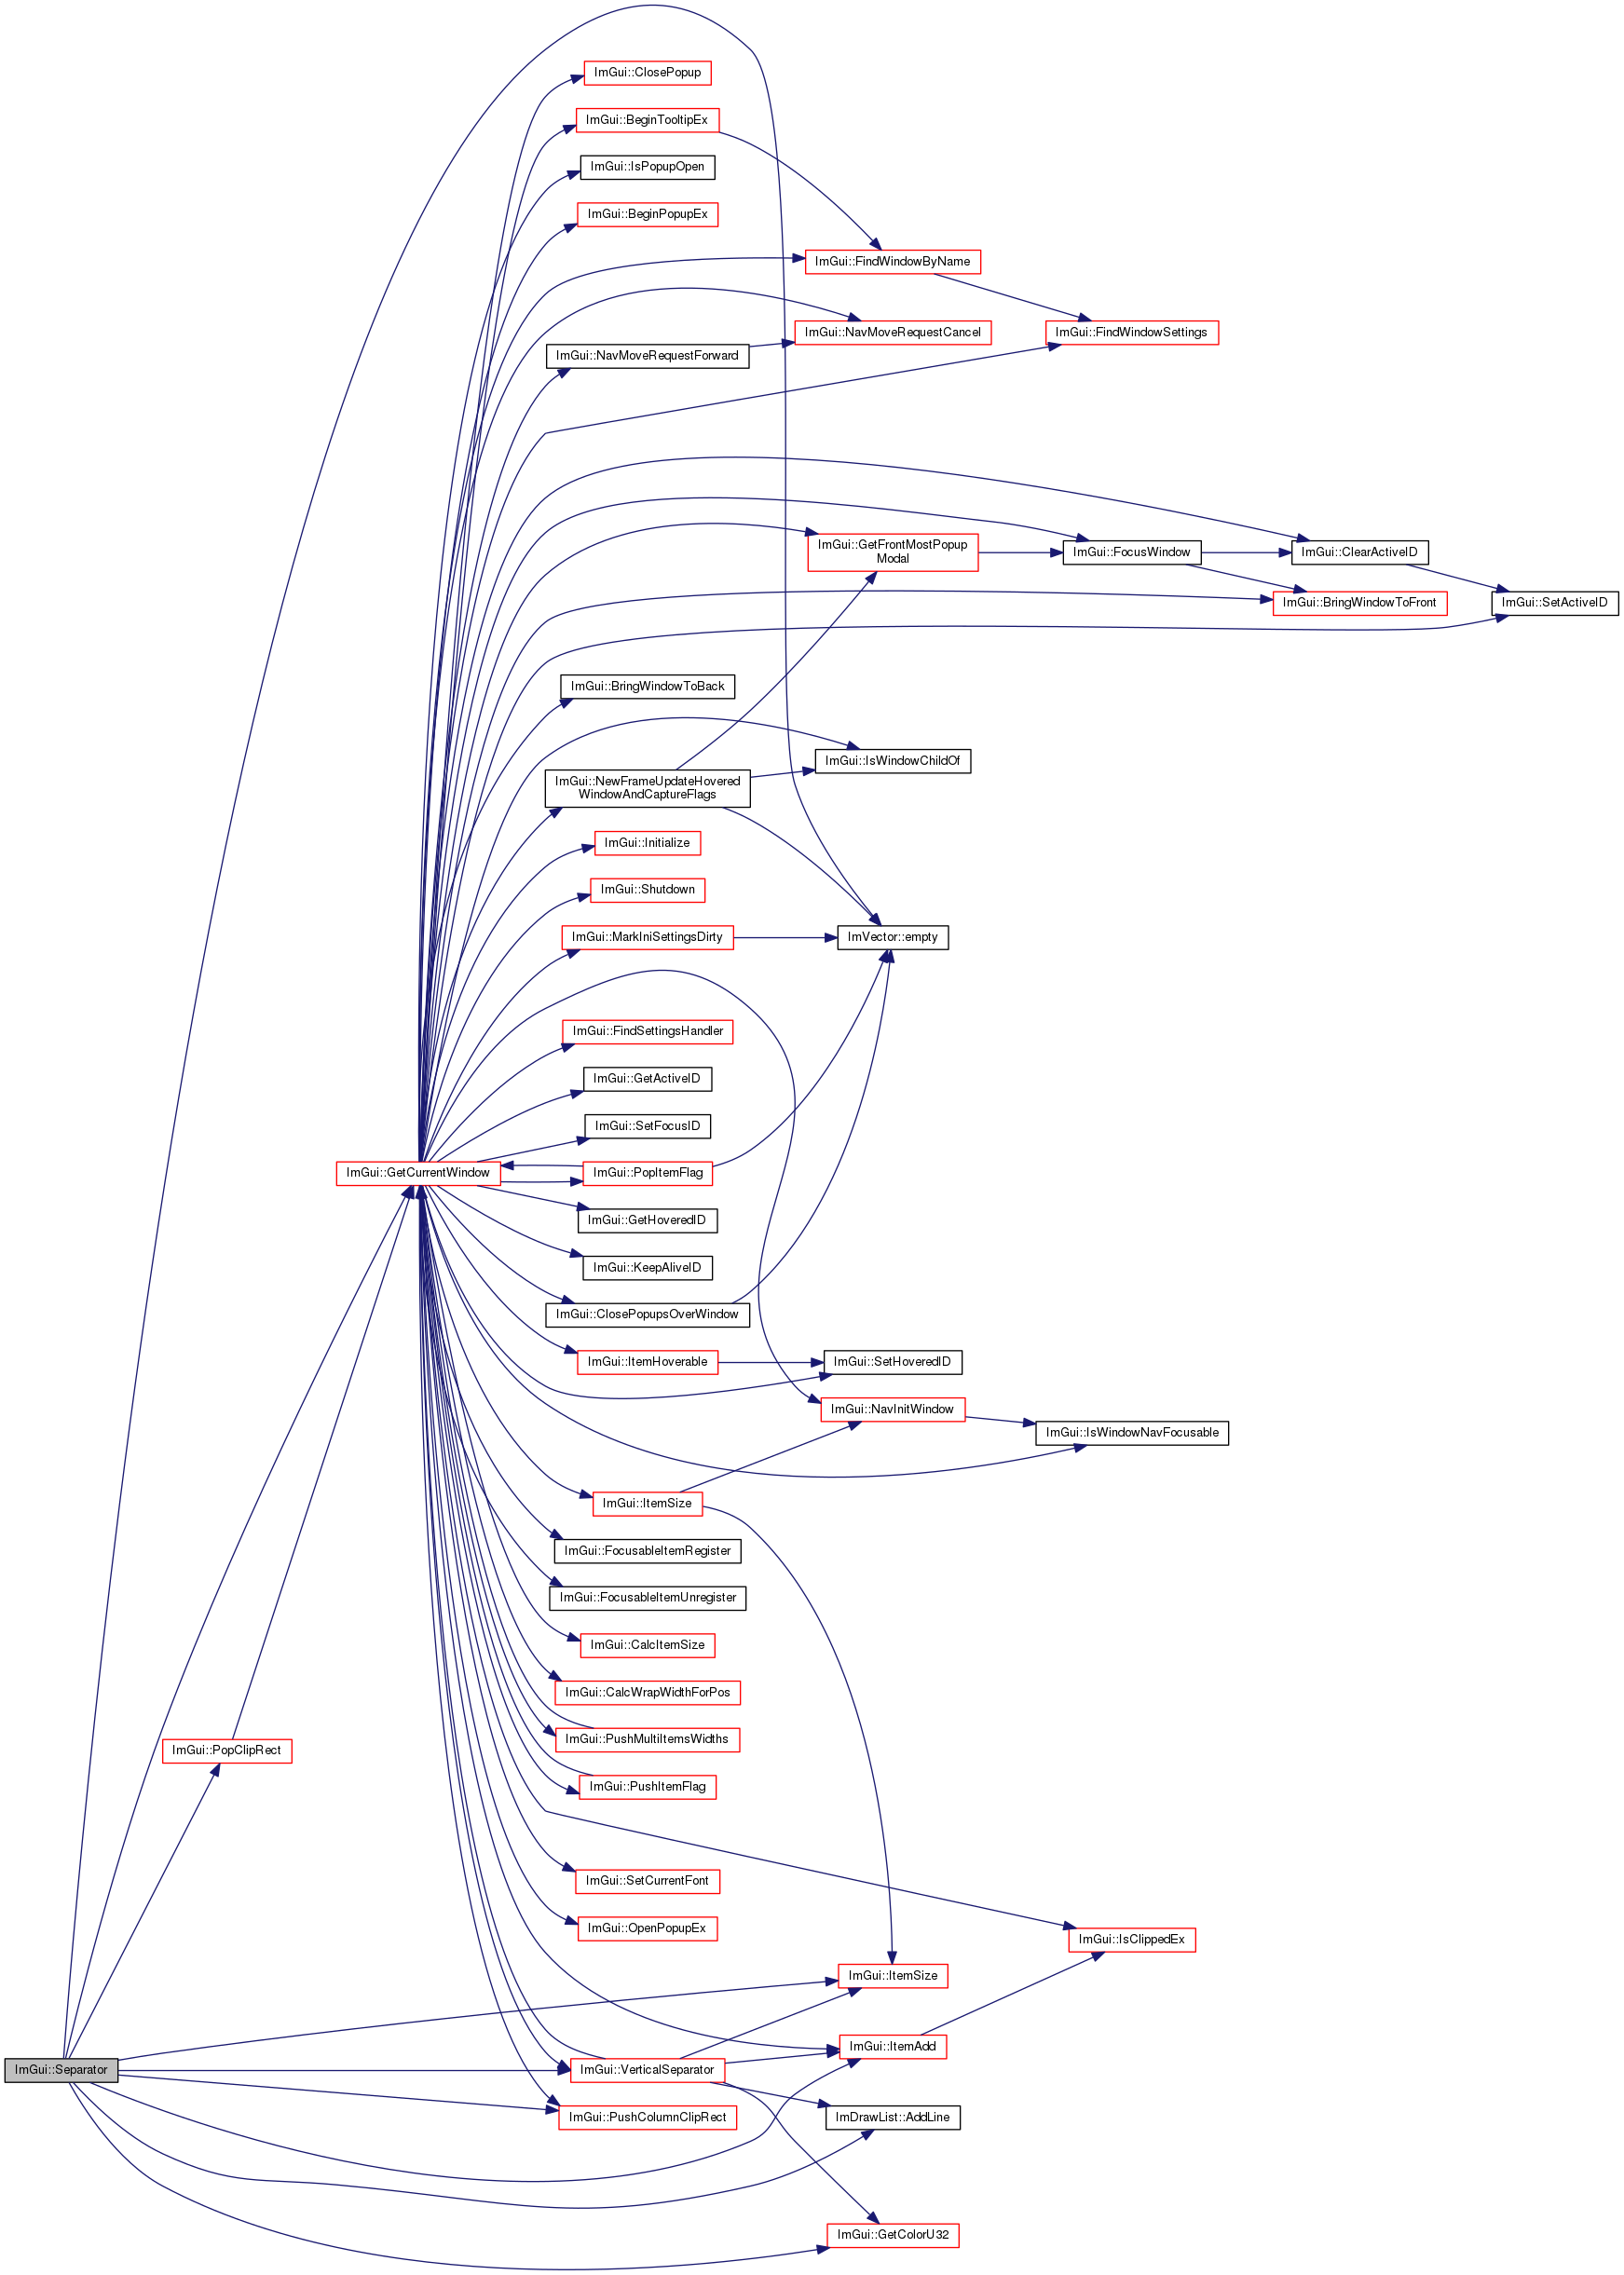 ImGui::ClosePopup
ImGui::BeginTooltipEx
ImGui::IsPopupOpen
ImGui::BeginPopupEx
ImGui::FindWindowByName
ImGui::NavMoveRequestCancel
ImGui::FindWindowSettings
ImGui::NavMoveRequestForward
ImGui::GetFrontMostPopup
Modal
ImGui::FocusWindow
ImGui::ClearActiveID
ImGui::BringWindowToFront
ImGui::SetActiveID
ImGui::BringWindowToBack
ImGui::IsWindowChildOf
ImGui::NewFrameUpdateHovered
WindowAndCaptureFlags
ImGui::Initialize
ImGui::Shutdown
ImGui::MarkIniSettingsDirty
ImVector::empty
ImGui::FindSettingsHandler
ImGui::GetActiveID
ImGui::SetFocusID
ImGui::GetCurrentWindow
ImGui::PopItemFlag
ImGui::GetHoveredID
ImGui::KeepAliveID
ImGui::ClosePopupsOverWindow
ImGui::ItemHoverable
ImGui::SetHoveredID
ImGui::NavInitWindow
ImGui::IsWindowNavFocusable
ImGui::ItemSize
ImGui::FocusableItemRegister
ImGui::FocusableItemUnregister
ImGui::CalcItemSize
ImGui::CalcWrapWidthForPos
ImGui::PushMultiItemsWidths
ImGui::PopClipRect
ImGui::PushItemFlag
ImGui::SetCurrentFont
ImGui::OpenPopupEx
ImGui::IsClippedEx
ImGui::ItemSize
ImGui::ItemAdd
ImGui::Separator
ImGui::VerticalSeparator
ImGui::PushColumnClipRect
ImDrawList::AddLine
ImGui::GetColorU32